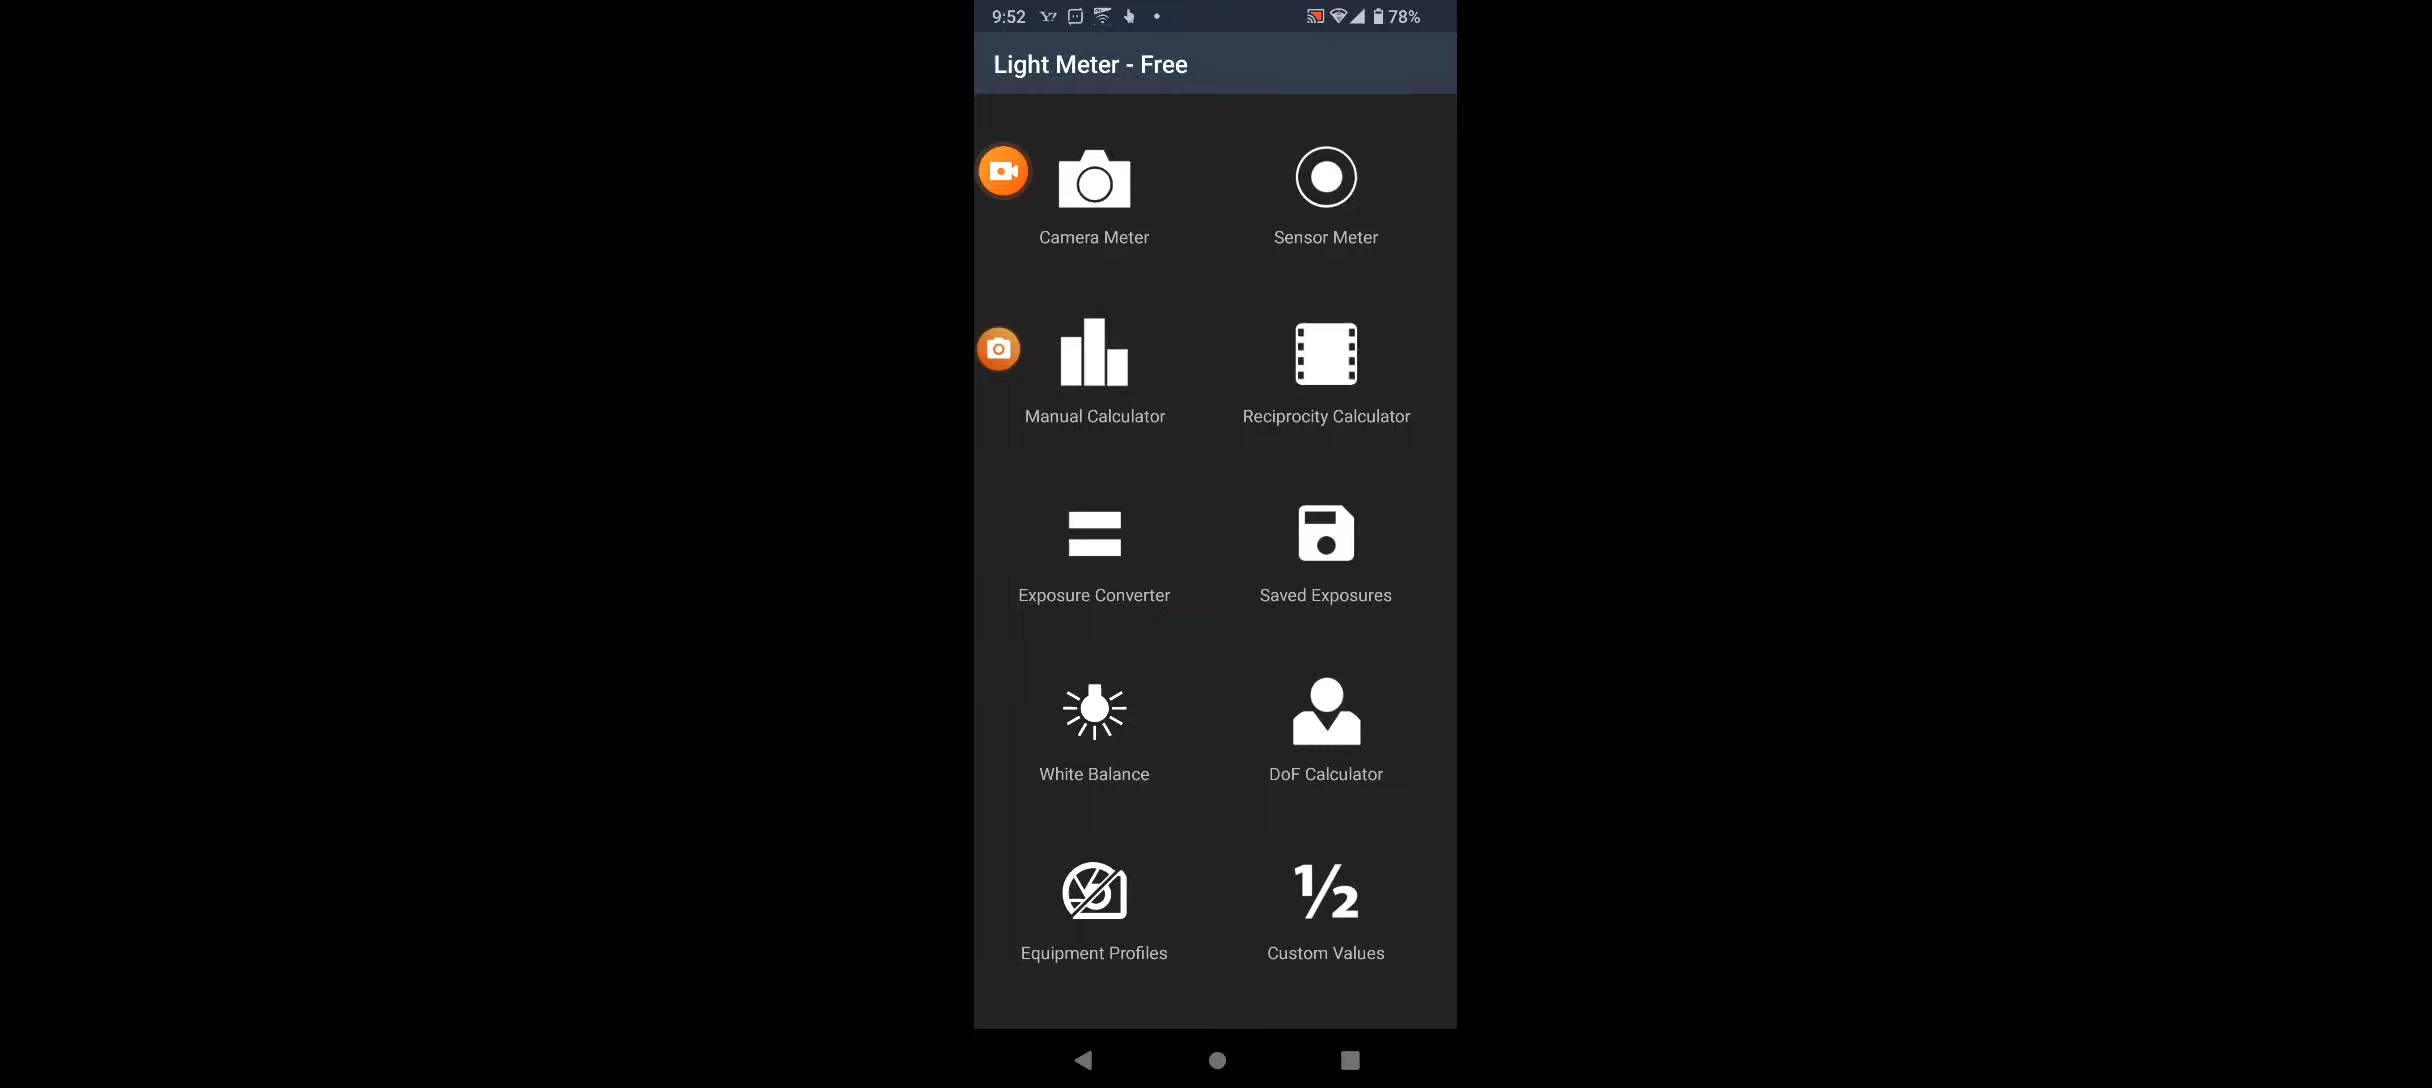 9:52 78%
Light Meter - Free
Camera Meter Sensor Meter
Manual Calculator Reciprocity Calculator
Exposure Converter Saved Exposures
White Balance DoF Calculator
½
Equipment Profiles Custom Values